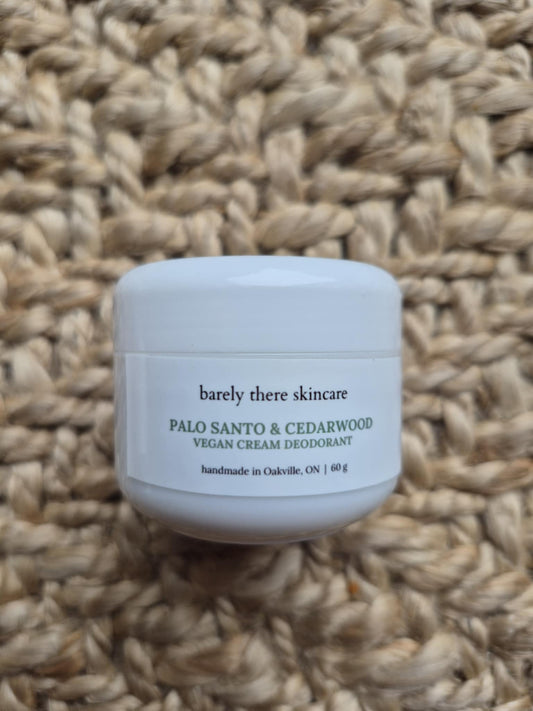 barely there skincare
PALO SANTO & CEDARWOOD
VEGAN CREAM DEODORANT
handmade in Oakville, ON | 60 g